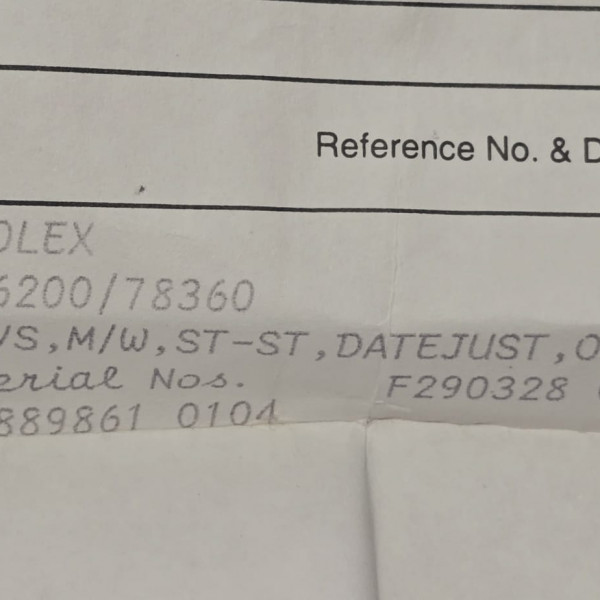 Reference No. & D
OLEX
6200/78360
/S,M/W,ST-ST,DATEJUST,O
erial Nos. F290328
889861 0104